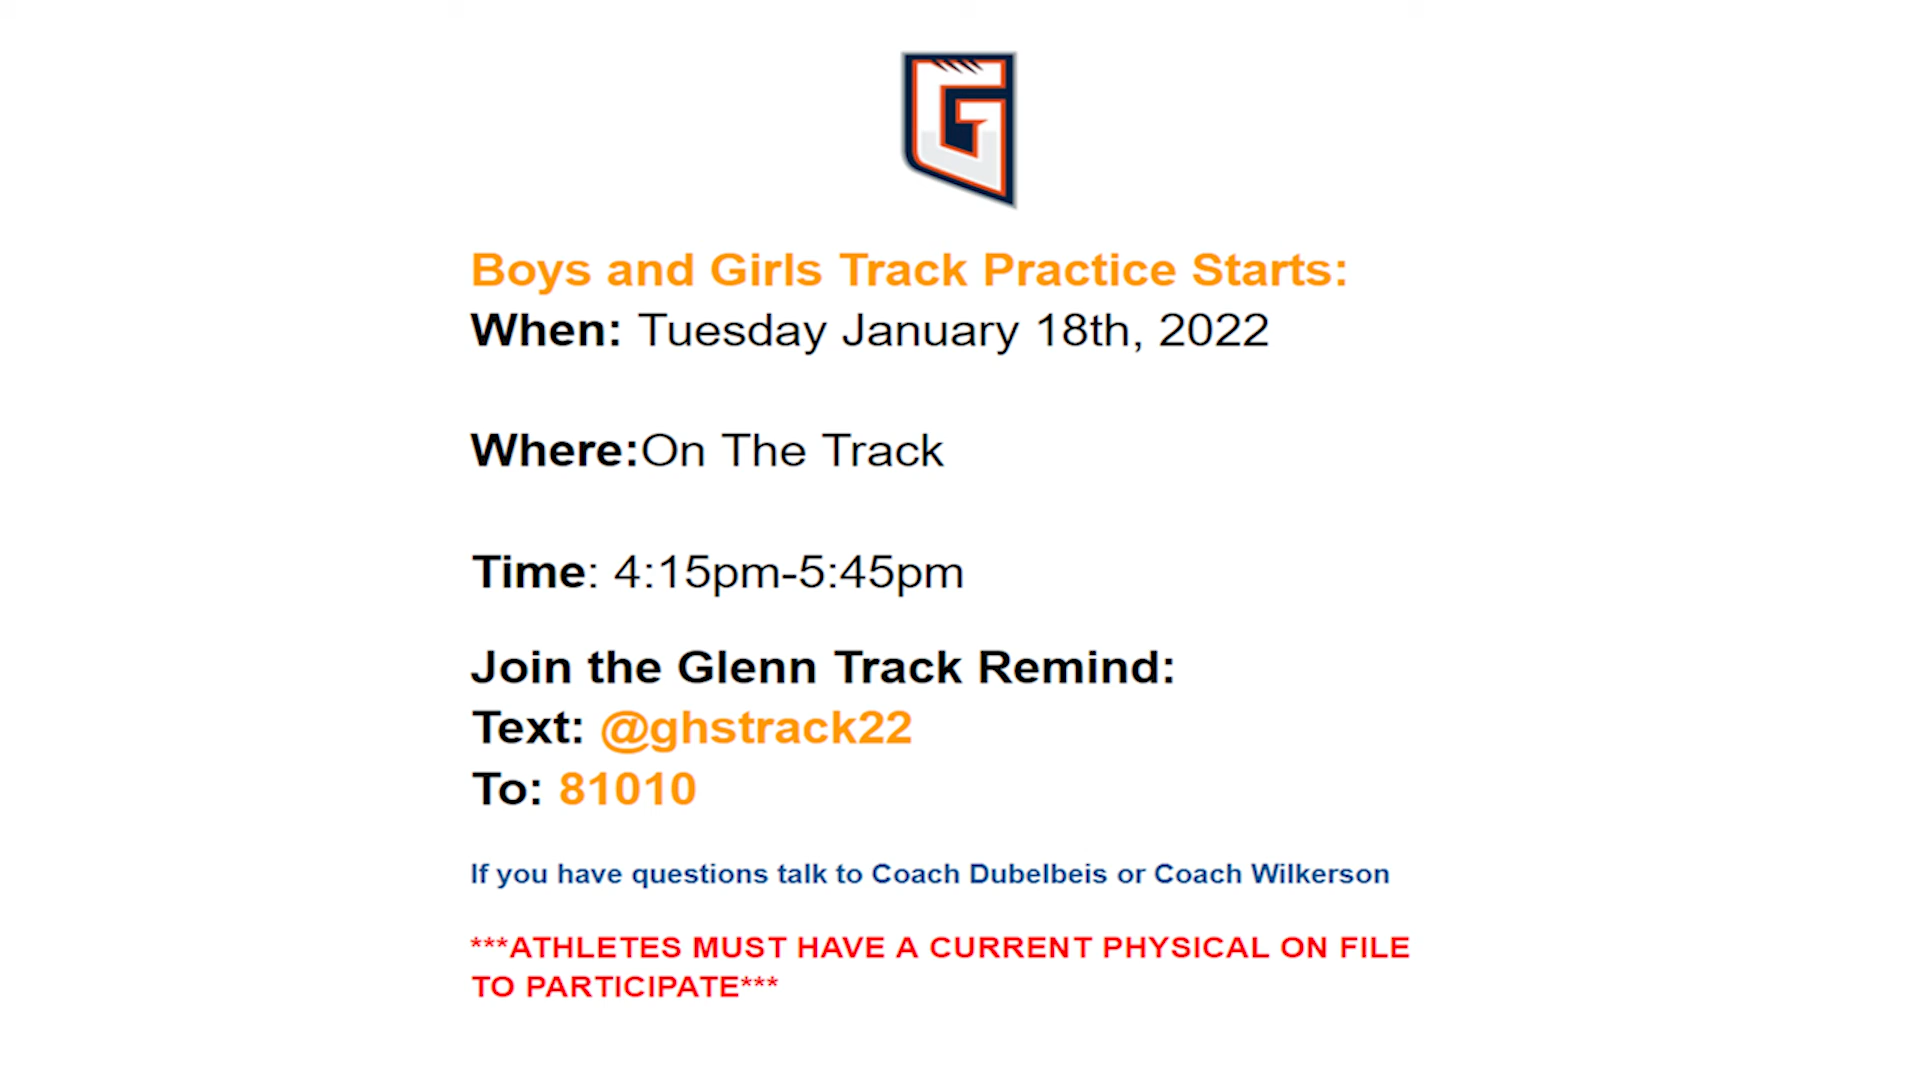 G
Boys and Girls Track Practice Starts:
When: Tuesday January 18th, 2022
Where:On The Track
Time: 4:15pm-5:45pm
Join the Glenn Track Remind:
Text: @ghstrack22
To: 81010
If you have questions talk to Coach Dubelbeis or Coach Wilkerson
***ATHLETES MUST HAVE A CURRENT PHYSICAL ON FILE
TO PARTICIPATE***